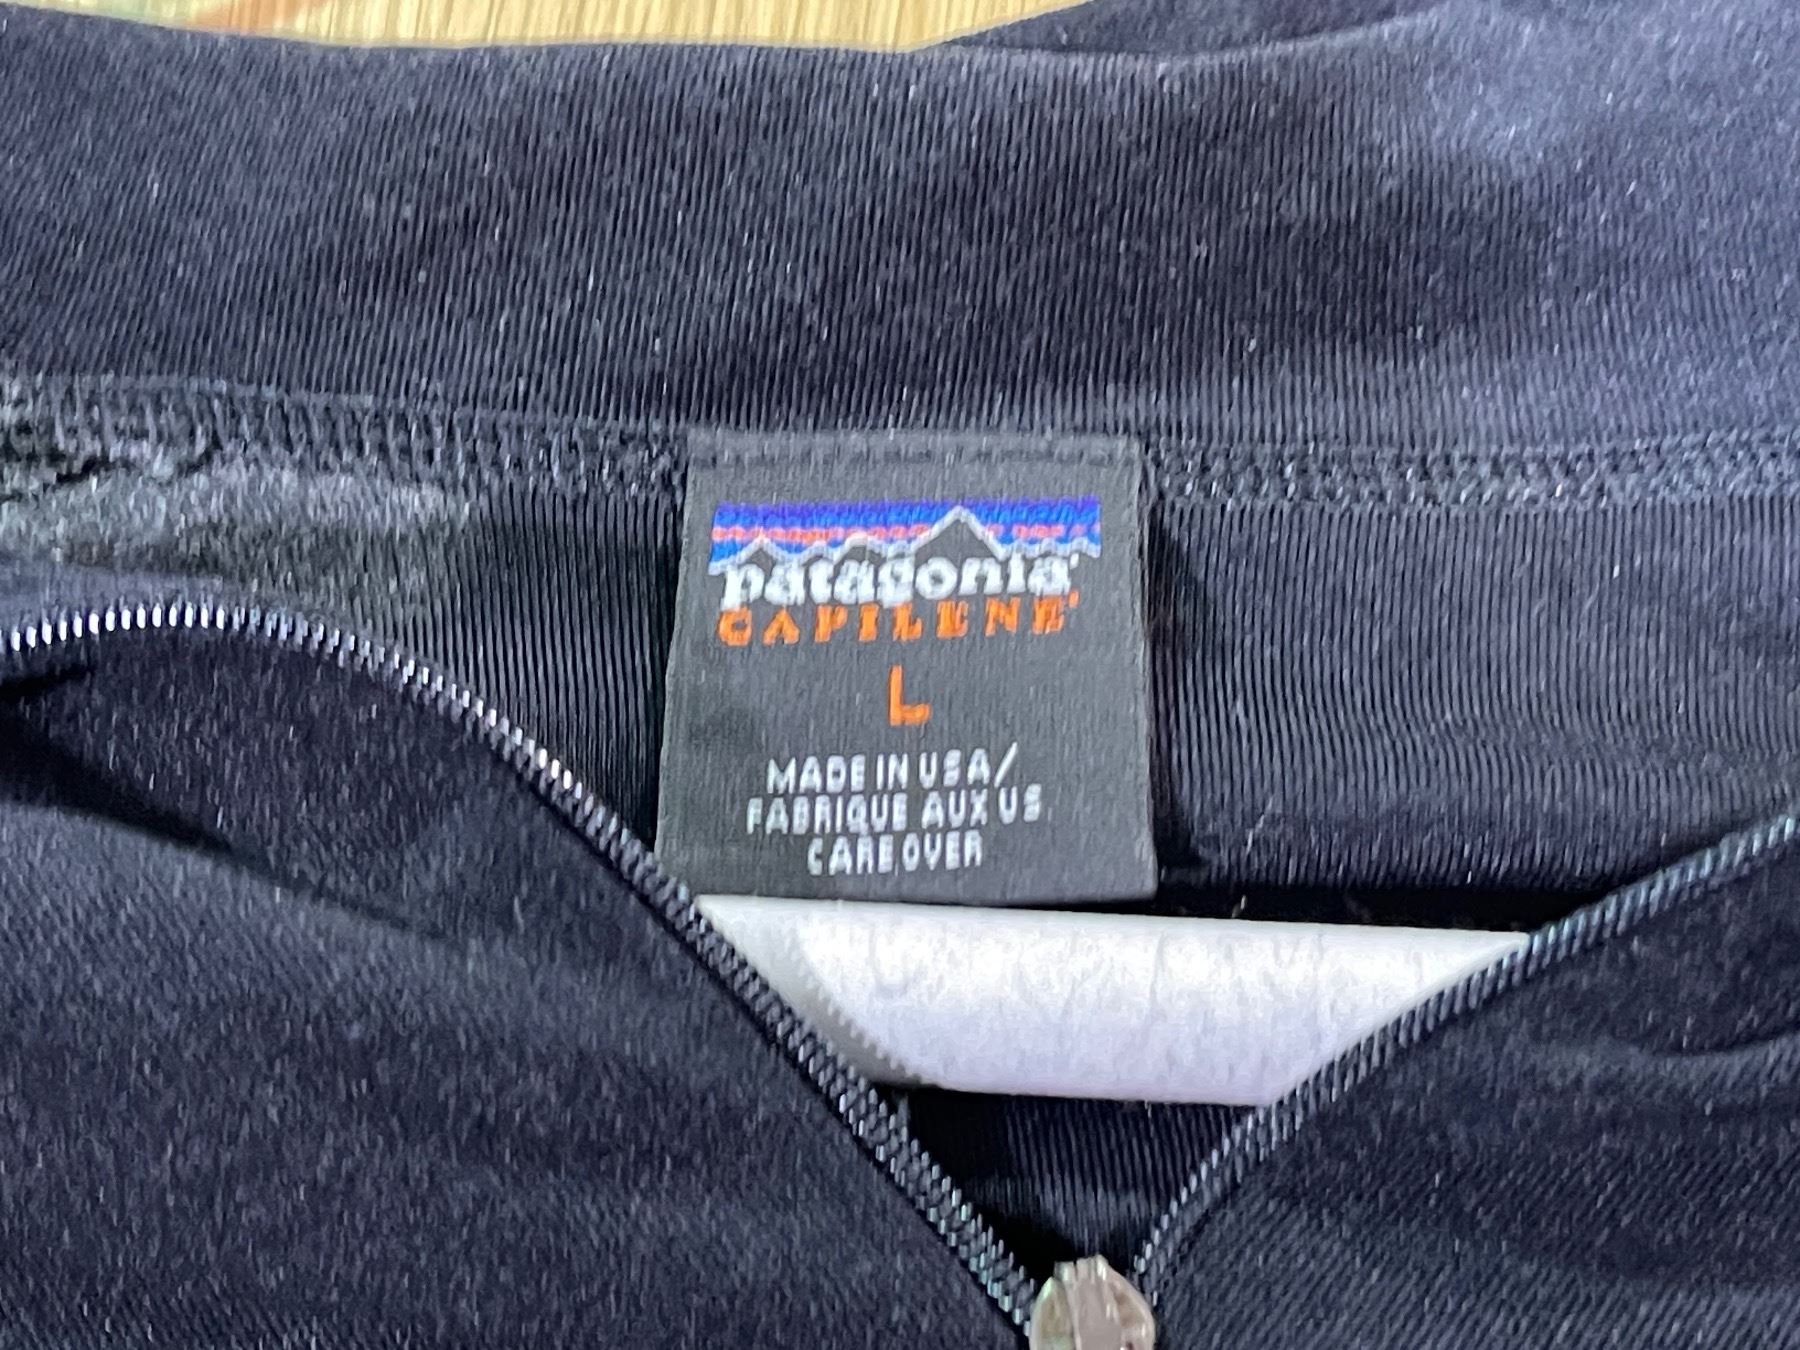 patagonia®
CAPILENE®
L
MADE IN USA/
FABRIQUE AUX US
CARE OVER